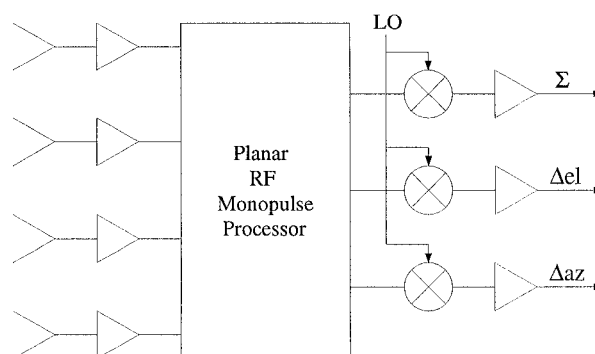 LO
Σ
Planar
RF
Monopulse
Processor
Δel
Δaz